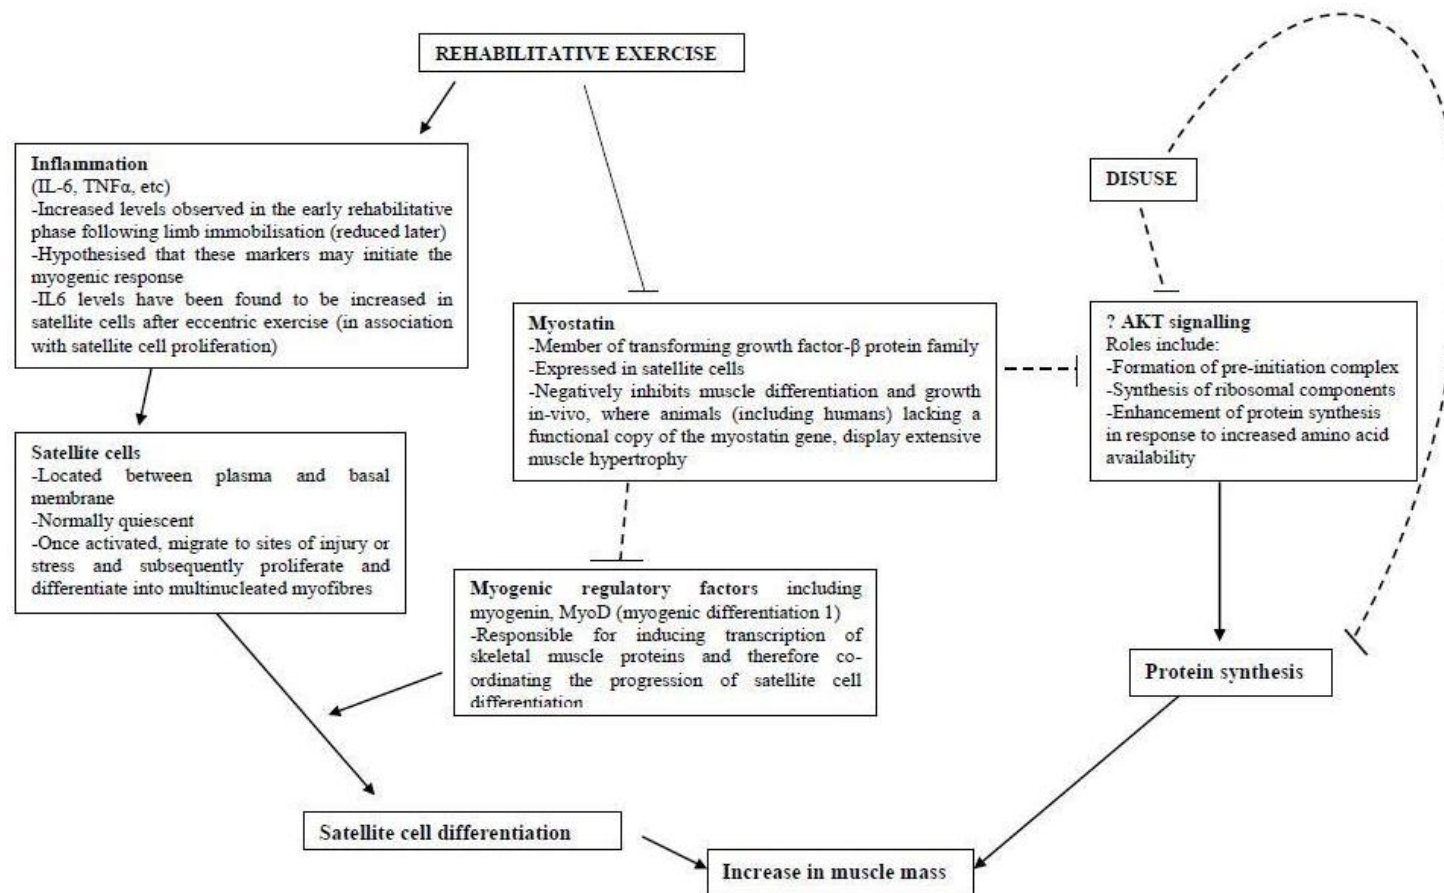 REHABILITATIVE EXERCISE
Inflammation
(IL-6, TNFα, etc)
-Increased levels observed in the early rehabilitative
phase following limb immobilisation (reduced later)
-Hypothesised that these markers may initiate the
myogenic response
-IL6 levels have been found to be increased in
satellite cells after eccentric exercise (in association
with satellite cell proliferation)
DISUSE
Myostatin
-Member of transforming growth factor-β protein family
-Expressed in satellite cells
-Negatively inhibits muscle differentiation and growth
in-vivo, where animals (including humans) lacking a
functional copy of the myostatin gene, display extensive
muscle hypertrophy
? AKT signalling
Roles include:
-Formation of pre-initiation complex
-Synthesis of ribosomal components
-Enhancement of protein synthesis
in response to increased amino acid
availability
Satellite cells
-Located between plasma and basal
membrane
-Normally quiescent
-Once activated, migrate to sites of injury or
stress and subsequently proliferate and
differentiate into multinucleated myofibres
Myogenic regulatory factors including
myogenin, MyoD (myogenic differentiation 1)
-Responsible for inducing transcription of
skeletal muscle proteins and therefore co-
ordinating the progression of satellite cell
differentiation
Protein synthesis
Satellite cell differentiation
Increase in muscle mass